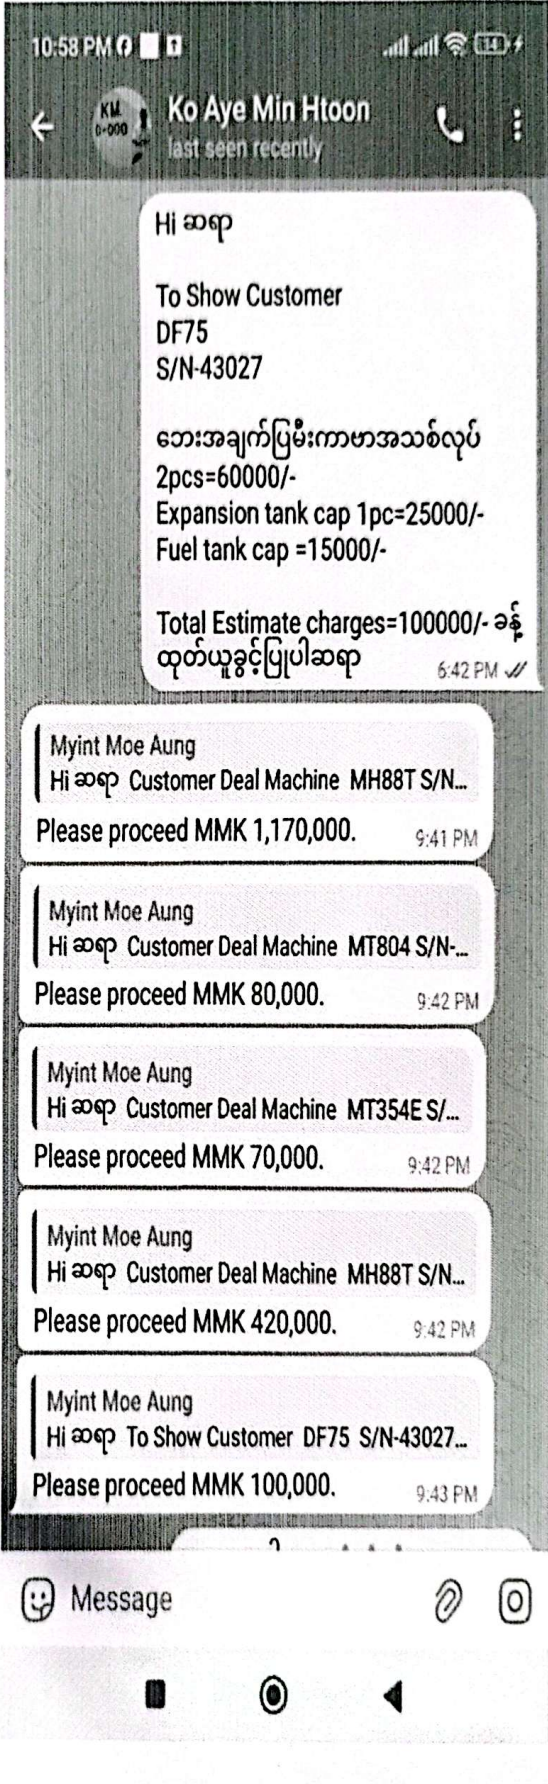 10:58 PM
14
KM
0+000
Ko Aye Min Htoon
last seen recently
Hi ဆရာ
To Show Customer
DF75
S/N-43027
ဘေးအချက်ပြမီးကာဗာအသစ်လုပ်
2pcs=60000/-
Expansion tank cap 1pc=25000/-
Fuel tank cap =15000/-
Total Estimate charges=100000/- ခန့်
ထုတ်ယူခွင့်ပြုပါဆရာ
6:42 PM
Myint Moe Aung
Hi ဆရာ Customer Deal Machine MH88T S/N...
Please proceed MMK 1,170,000.
9:41 PM
Myint Moe Aung
Hi ဆရာ Customer Deal Machine MT804 S/N-...
Please proceed MMK 80,000.
9:42 PM
Myint Moe Aung
Hi ဆရာ Customer Deal Machine MT354E S/...
Please proceed MMK 70,000.
9:42 PM
Myint Moe Aung
Hi ဆရာ Customer Deal Machine MH88T S/N...
Please proceed MMK 420,000.
9:42 PM
Myint Moe Aung
Hi ဆရာ To Show Customer DF75 S/N-43027...
Please proceed MMK 100,000.
9:43 PM
Message